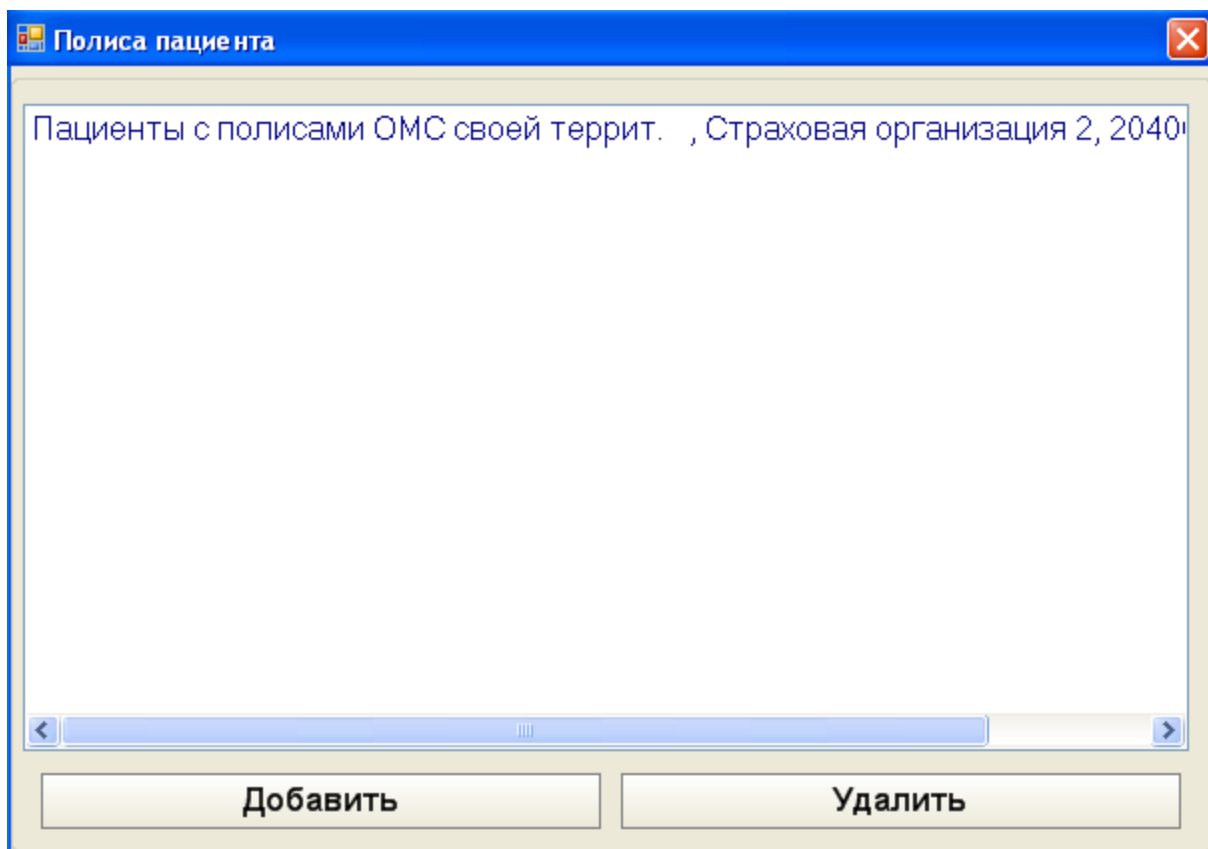 Полиса пациента
Пациенты с полисами ОМС своей террит. , Страховая организация 2, 2040
Добавить
Удалить